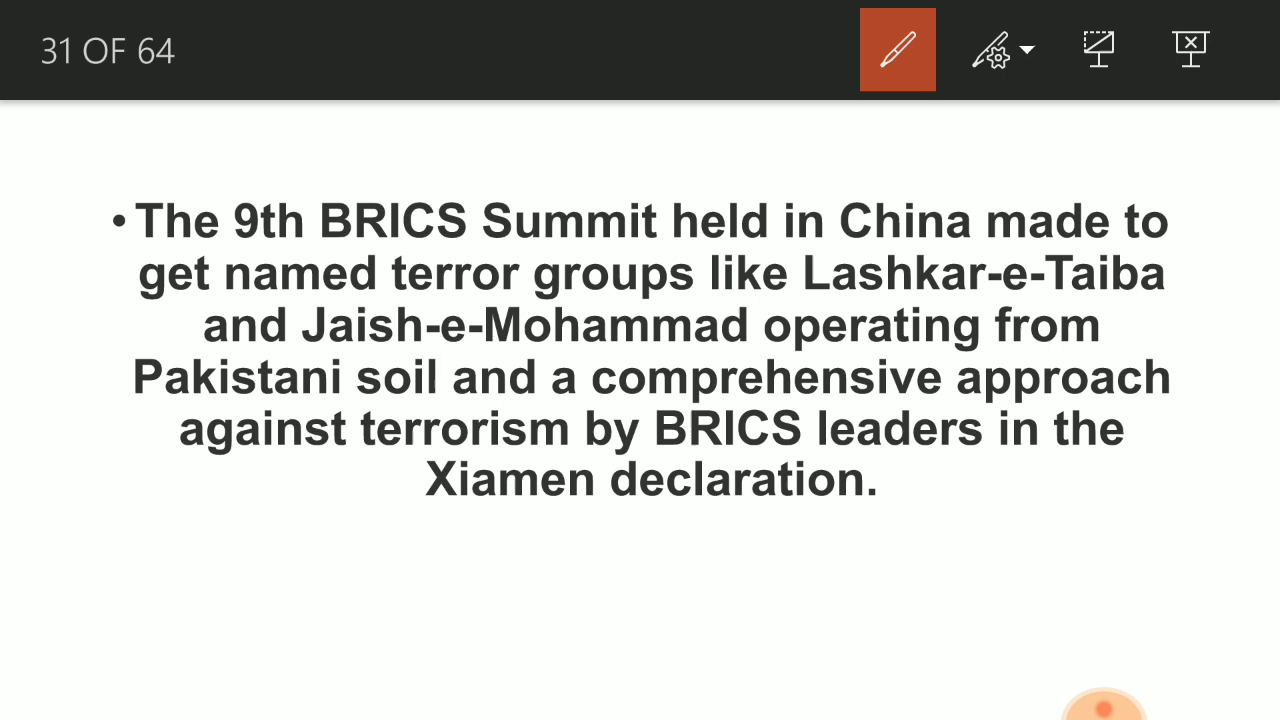 31 OF 64
• The 9th BRICS Summit held in China made to
get named terror groups like Lashkar-e-Taiba
and Jaish-e-Mohammad operating from
Pakistani soil and a comprehensive approach
against terrorism by BRICS leaders in the
Xiamen declaration.